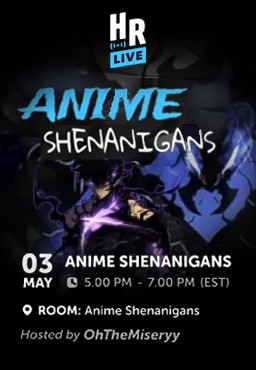 HR
LIVE
ANIME
SHENANIGANS
03
MAY
ANIME SHENANIGANS
5.00 PM - 7.00 PM (EST)
ROOM: Anime Shenanigans
Hosted by OhTheMiseryy